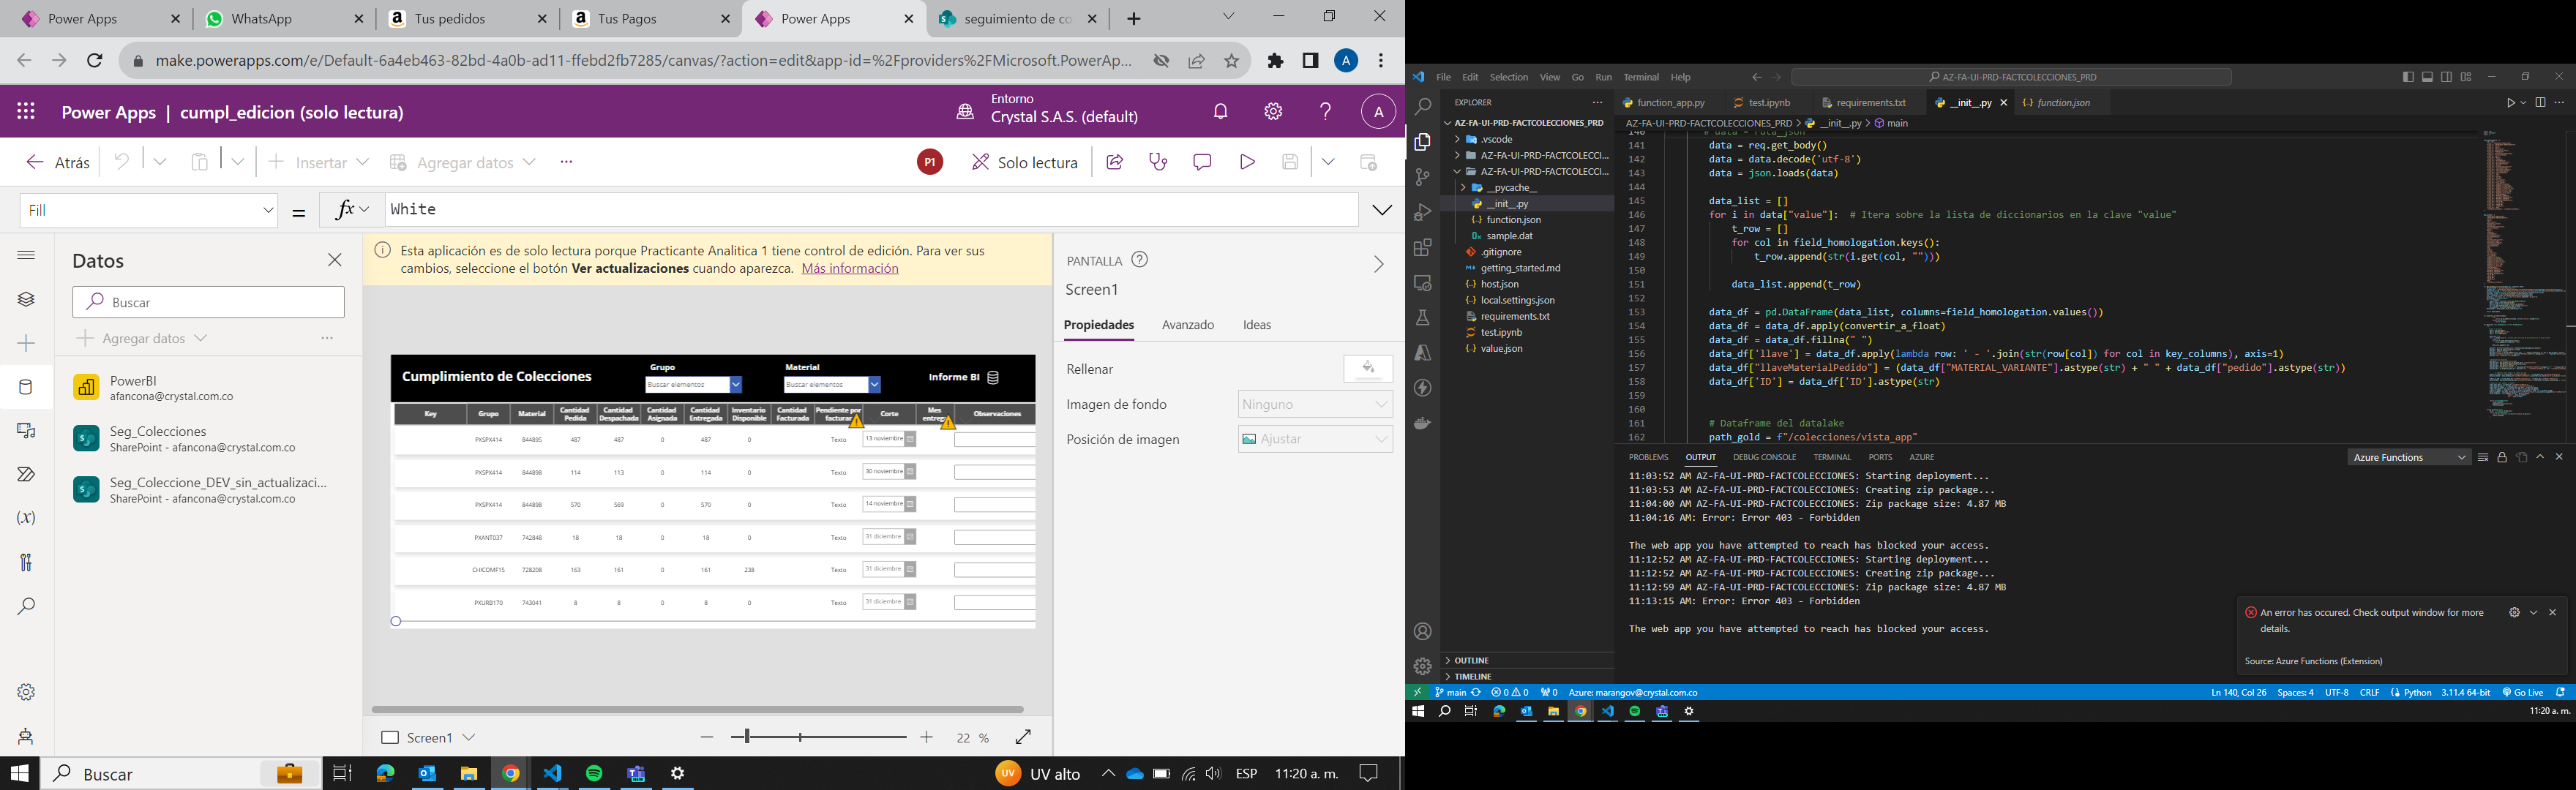 Power Apps
WhatsApp
Tus pedidos
Tus Pagos
Power Apps
seguimiento de co
make.powerapps.com/e/Default-6a4eb463-82bd-4a0b-ad11-ffebd2fb7285/canvas/?action=edit&app-id=%2Fproviders%2FMicrosoft.PowerAp...
A
Power Apps | cumpl_edicion (solo lectura)
Entorno
Crystal S.A.S. (default)
A
Atrás
Insertar
Agregar datos
P1
Solo lectura
Fill
=
fx
White
Datos
Buscar
Agregar datos
PowerBI
afancona@crystal.com.co
Seg_Colecciones
SharePoint - afancona@crystal.com.co
Seg_Coleccione_DEV_sin_actualizaci...
SharePoint - afancona@crystal.com.co
Esta aplicación es de solo lectura porque Practicante Analitica 1 tiene control de edición. Para ver sus
cambios, seleccione el botón Ver actualizaciones cuando aparezca. Más información
Cumplimiento de Colecciones
Grupo
Buscar elementos
Material
Buscar elementos
Informe BI
Key Grupo Material Cantidad Pedida Cantidad Despachada Cantidad Asignada Cantidad Entregada Inventario Disponible Cantidad Facturada Pendiente por facturar Corte Mes entrega Observaciones
PXSPX414 844895 487 487 0 487 0 Texto 13 noviembre
PXSPX414 844898 114 113 0 114 0 Texto 30 noviembre
PXSPX414 844898 570 569 0 570 0 Texto 14 noviembre
PXANT037 742848 18 18 0 18 0 Texto 31 diciembre
CHICOMF15 728208 163 161 0 161 238 Texto 31 diciembre
PXURB170 743041 8 8 0 8 0 Texto 31 diciembre
Screen1
22 %
PANTALLA
Screen1
Propiedades Avanzado Ideas
Rellenar
Imagen de fondo Ninguno
Posición de imagen Ajustar
Buscar
UV
UV alto
ESP
11:20 a. m.
File Edit Selection View Go Run Terminal Help
AZ-FA-UI-PRD-FACTCOLECCIONES_PRD
EXPLORER
AZ-FA-UI-PRD-FACTCOLECCIONES_PRD
.vscode
AZ-FA-UI-PRD-FACTCOLECCI...
AZ-FA-UI-PRD-FACTCOLECCI...
__pycache__
__init__.py
function.json
sample.dat
.gitignore
getting_started.md
host.json
local.settings.json
requirements.txt
test.ipynb
value.json
OUTLINE
TIMELINE
function_app.py
test.ipynb
requirements.txt
__init__.py
function.json
AZ-FA-UI-PRD-FACTCOLECCIONES_PRD > __init__.py > main
140 # data = ruta_json
141 data = req.get_body()
142 data = data.decode('utf-8')
143 data = json.loads(data)
144
145 data_list = []
146 for i in data["value"]: # Itera sobre la lista de diccionarios en la clave "value"
147 t_row = []
148 for col in field_homologation.keys():
149 t_row.append(str(i.get(col, "")))
150
151 data_list.append(t_row)
152
153 data_df = pd.DataFrame(data_list, columns=field_homologation.values())
154 data_df = data_df.apply(convertir_a_float)
155 data_df = data_df.fillna(" ")
156 data_df['llave'] = data_df.apply(lambda row: ' - '.join(str(row[col]) for col in key_columns), axis=1)
157 data_df["llaveMaterialPedido"] = (data_df["MATERIAL_VARIANTE"].astype(str) + " " + data_df["pedido"].astype(str))
158 data_df['ID'] = data_df['ID'].astype(str)
159
160
161 # Dataframe del datalake
162 path_gold = f"/colecciones/vista_app"
PROBLEMS OUTPUT DEBUG CONSOLE TERMINAL PORTS AZURE
Azure Functions
11:03:52 AM AZ-FA-UI-PRD-FACTCOLECCIONES: Starting deployment...
11:03:53 AM AZ-FA-UI-PRD-FACTCOLECCIONES: Creating zip package...
11:04:00 AM AZ-FA-UI-PRD-FACTCOLECCIONES: Zip package size: 4.87 MB
11:04:16 AM: Error: Error 403 - Forbidden
The web app you have attempted to reach has blocked your access.
11:12:52 AM AZ-FA-UI-PRD-FACTCOLECCIONES: Starting deployment...
11:12:52 AM AZ-FA-UI-PRD-FACTCOLECCIONES: Creating zip package...
11:12:59 AM AZ-FA-UI-PRD-FACTCOLECCIONES: Zip package size: 4.87 MB
11:13:15 AM: Error: Error 403 - Forbidden
The web app you have attempted to reach has blocked your access.
An error has occured. Check output window for more
details.
Source: Azure Functions (Extension)
main
0 0
0
Azure: marangov@crystal.com.co
Ln 140, Col 26 Spaces: 4 UTF-8 CRLF Python 3.11.4 64-bit Go Live
11:20 a. m.